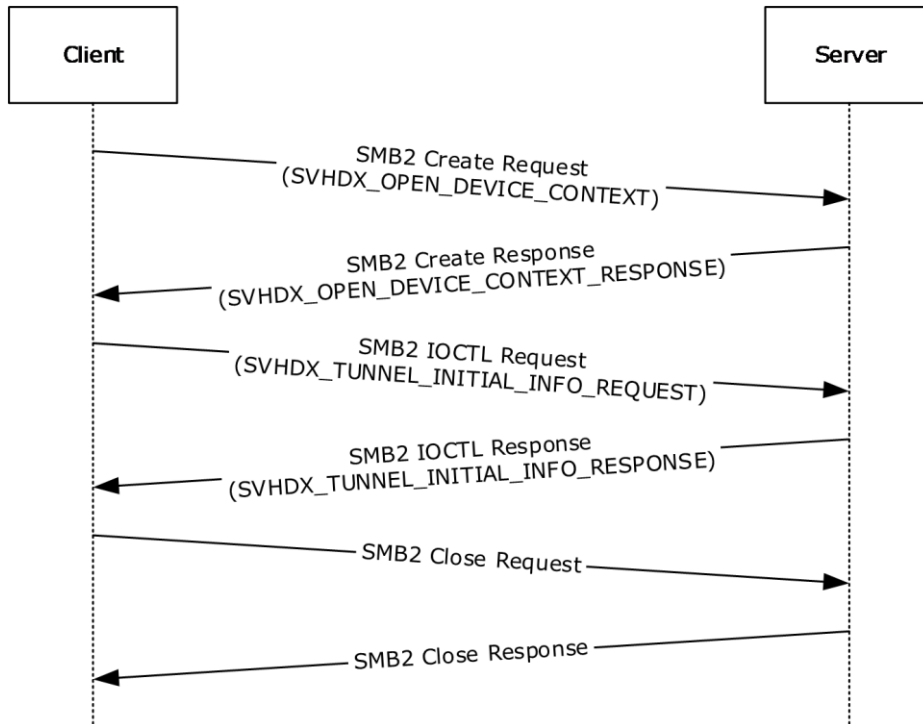 Client
Server
SMB2 Create Request
(SVHDX_OPEN_DEVICE_CONTEXT)
SMB2 Create Response
(SVHDX_OPEN_DEVICE_CONTEXT_RESPONSE)
SMB2 IOCTL Request
(SVHDX_TUNNEL_INITIAL_INFO_REQUEST)
SMB2 IOCTL Response
(SVHDX_TUNNEL_INITIAL_INFO_RESPONSE)
SMB2 Close Request
SMB2 Close Response